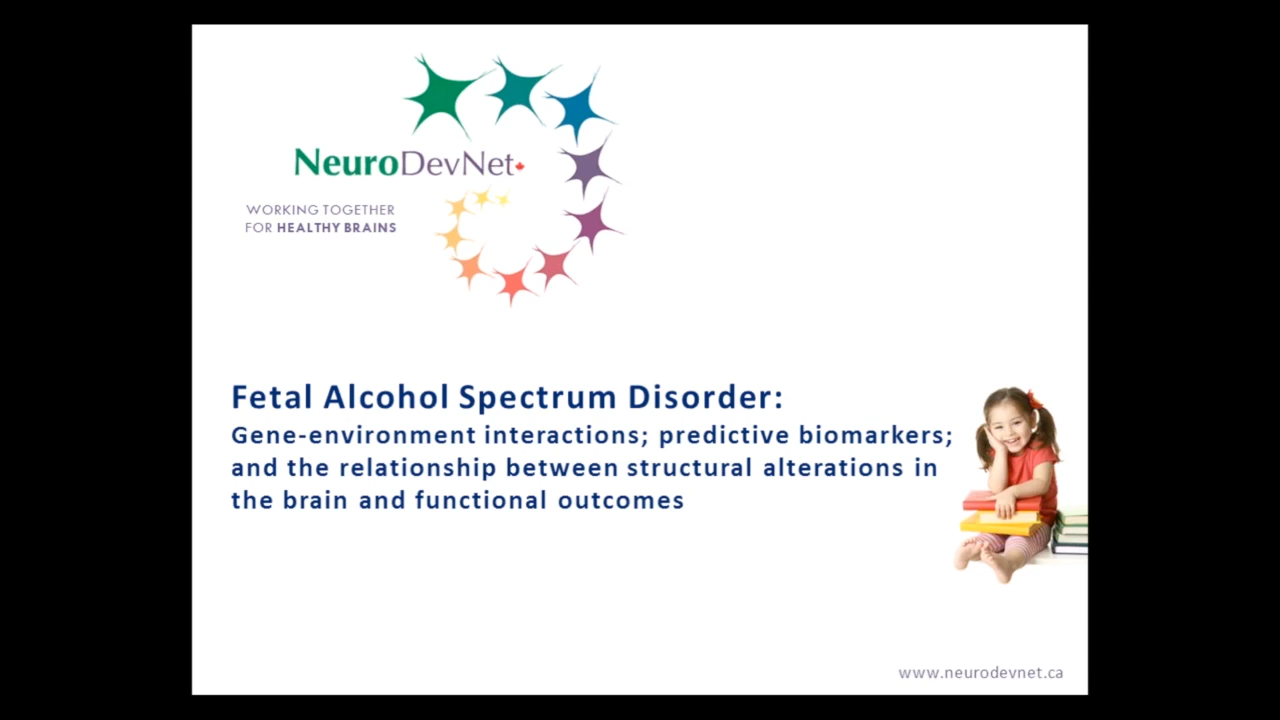 NeuroDevNet
WORKING TOGETHER
FOR HEALTHY BRAINS
Fetal Alcohol Spectrum Disorder:
Gene-environment interactions; predictive biomarkers;
and the relationship between structural alterations in
the brain and functional outcomes
www.neurodevnet.ca